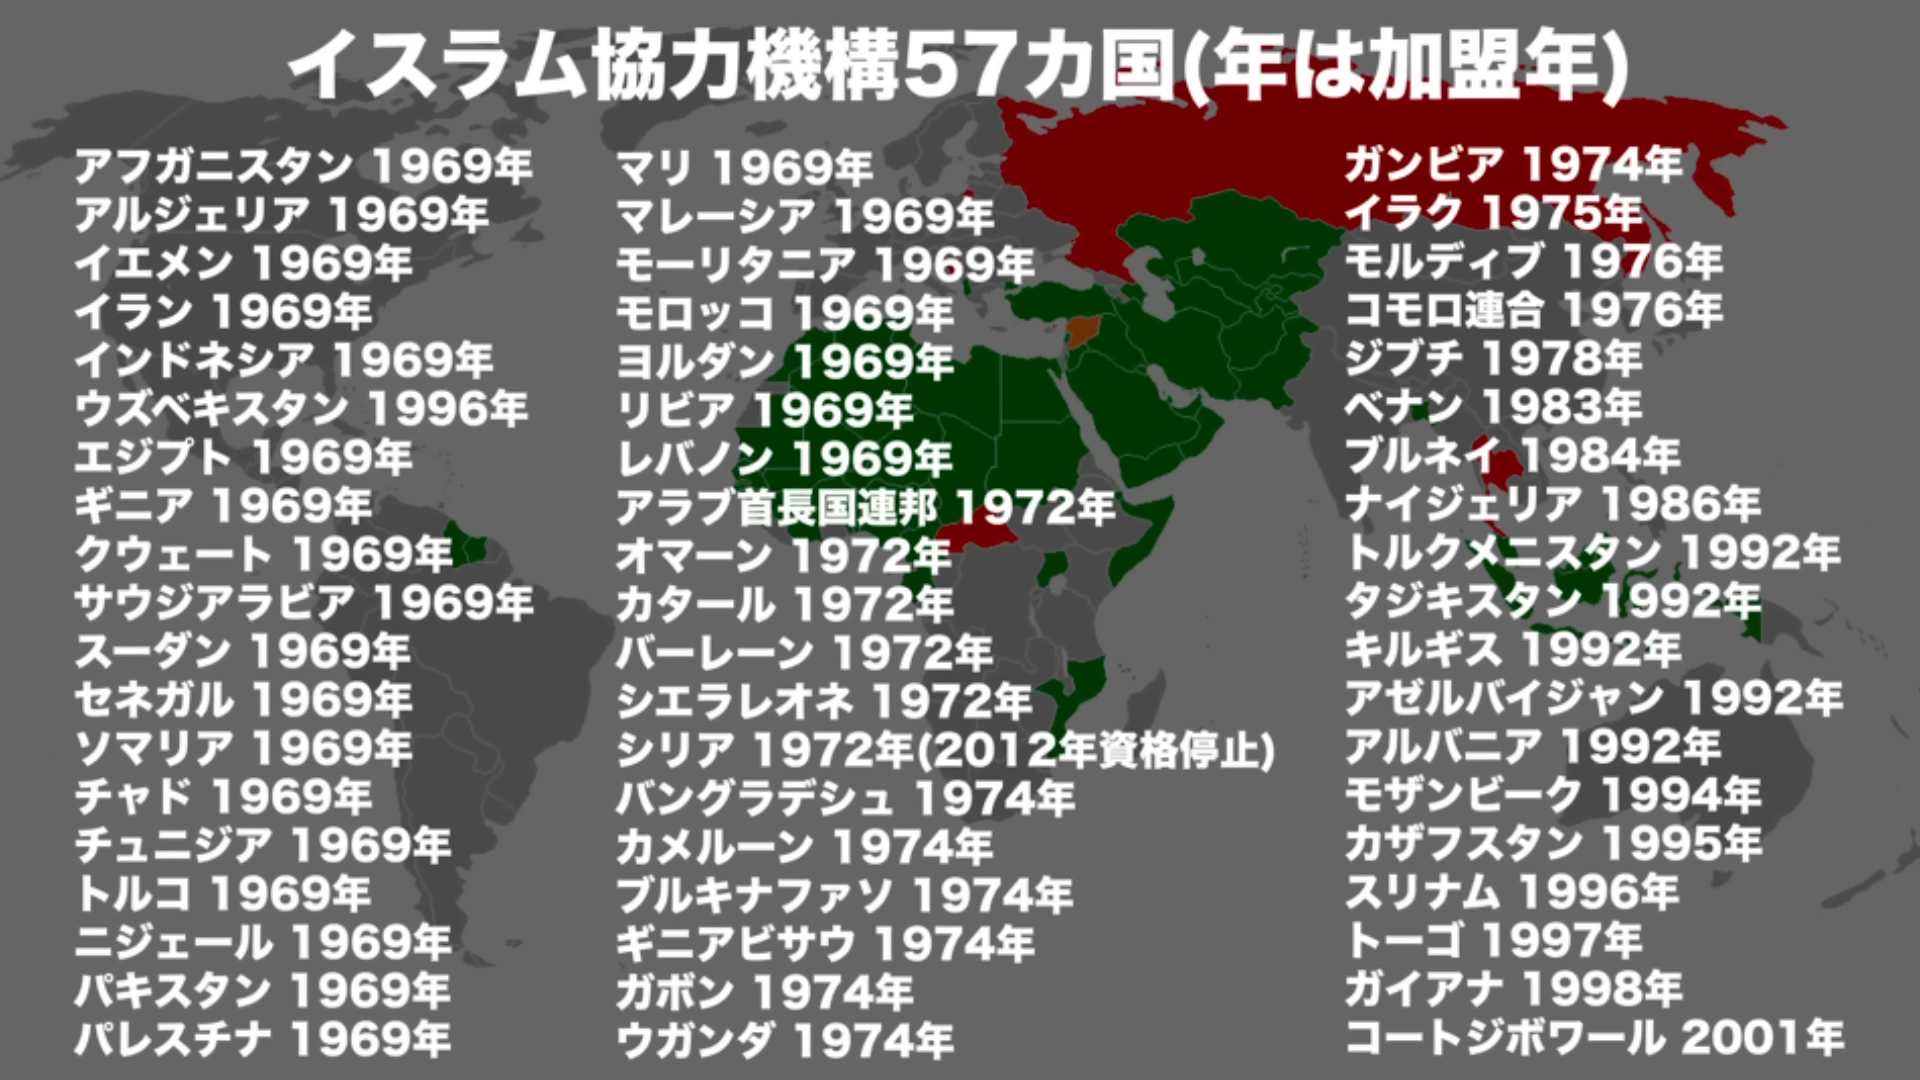 イスラム協力機構57カ国(年は加盟年)
アフガニスタン 1969年
アルジェリア 1969年
イエメン 1969年
イラン 1969年
インドネシア 1969年
ウズベキスタン 1996年
エジプト 1969年
ギニア 1969年
クウェート 1969年
サウジアラビア 1969年
スーダン 1969年
セネガル 1969年
ソマリア 1969年
チャド 1969年
チュニジア 1969年
トルコ 1969年
ニジェール 1969年
パキスタン 1969年
パレスチナ 1969年
マリ 1969年
マレーシア 1969年
モーリタニア 1969年
モロッコ 1969年
ヨルダン 1969年
リビア 1969年
レバノン 1969年
アラブ首長国連邦 1972年
オマーン 1972年
カタール 1972年
バーレーン 1972年
シエラレオネ 1972年
シリア 1972年(2012年資格停止)
バングラデシュ 1974年
カメルーン 1974年
ブルキナファソ 1974年
ギニアビサウ 1974年
ガボン 1974年
ウガンダ 1974年
ガンビア 1974年
イラク 1975年
モルディブ 1976年
コモロ連合 1976年
ジブチ 1978年
ベナン 1983年
ブルネイ 1984年
ナイジェリア 1986年
トルクメニスタン 1992年
タジキスタン 1992年
キルギス 1992年
アゼルバイジャン 1992年
アルバニア 1992年
モザンビーク 1994年
カザフスタン 1995年
スリナム 1996年
トーゴ 1997年
ガイアナ 1998年
コートジボワール 2001年